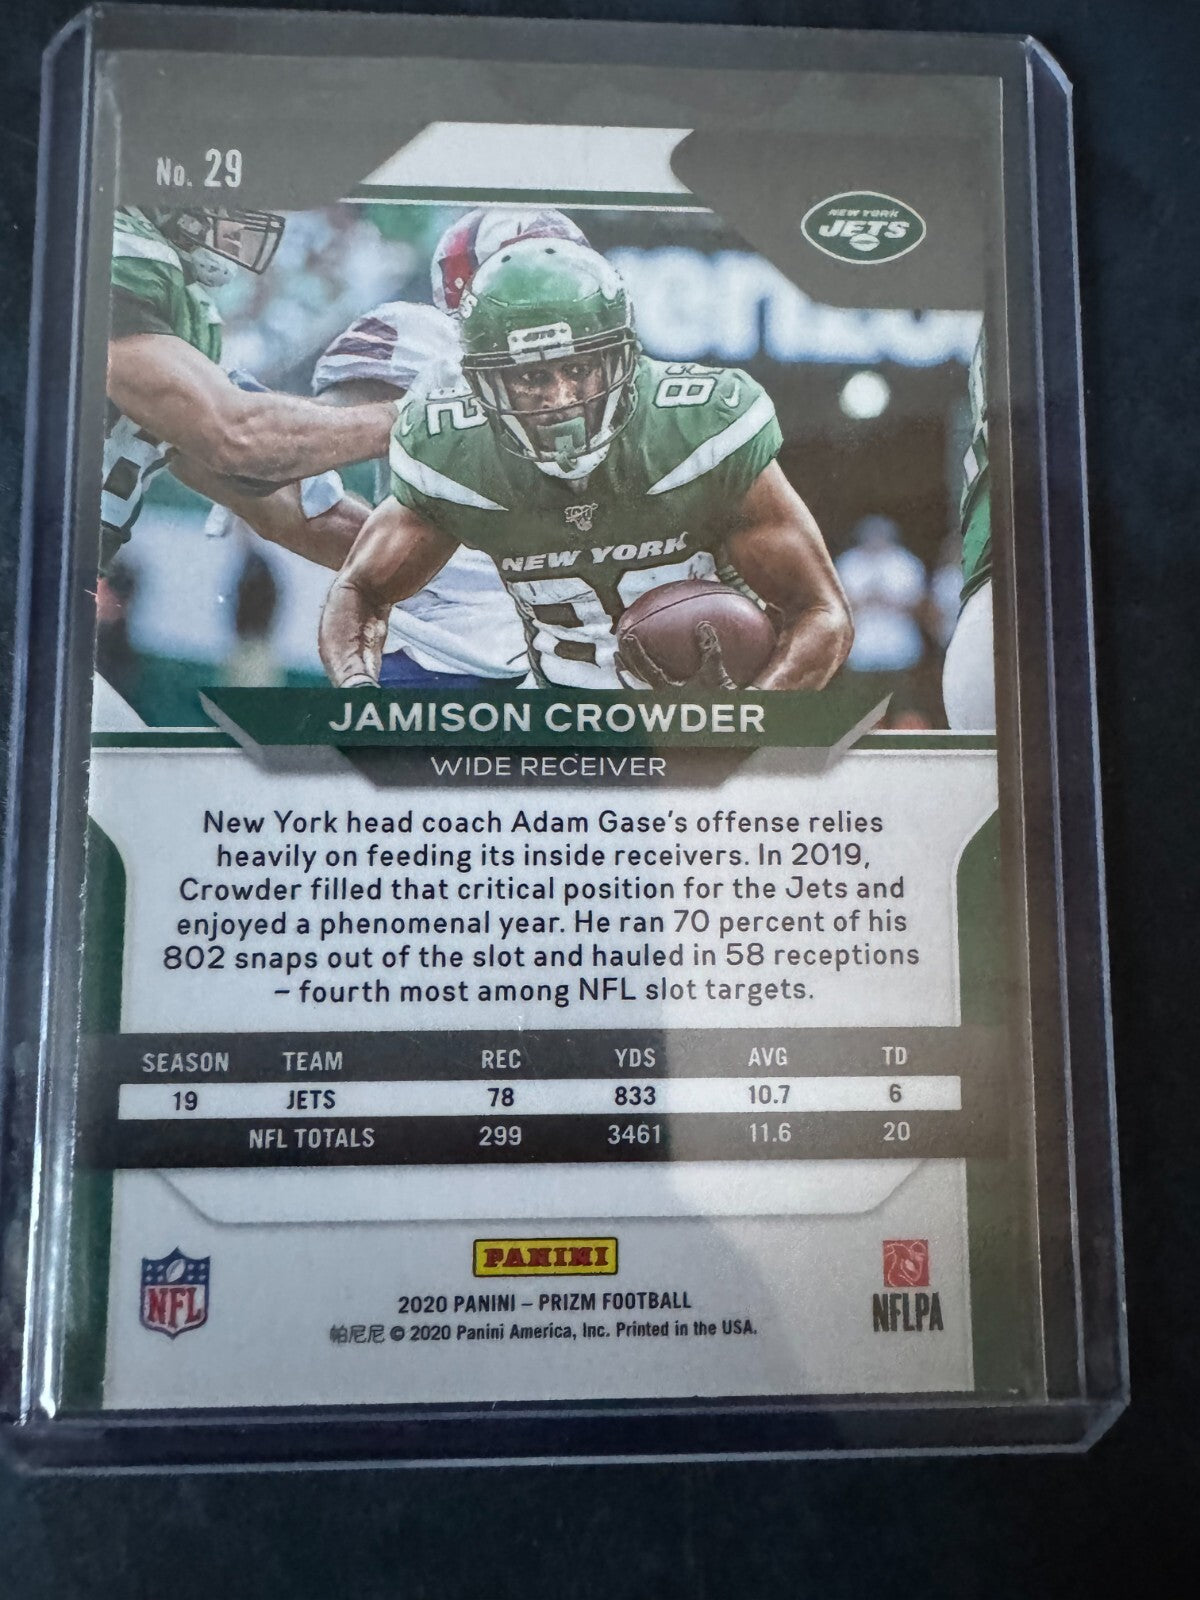 No. 29
NEW YORK
JETS
JETS
82
NEW YORK
82
JAMISON CROWDER
WIDE RECEIVER
New York head coach Adam Gase's offense relies
heavily on feeding its inside receivers. In 2019,
Crowder filled that critical position for the Jets and
enjoyed a phenomenal year. He ran 70 percent of his
802 snaps out of the slot and hauled in 58 receptions
– fourth most among NFL slot targets.
SEASON TEAM REC YDS AVG TD
19 JETS 78 833 10.7 6
NFL TOTALS 299 3461 11.6 20
NFL
PANINI
2020 PANINI – PRIZM FOOTBALL
帕尼尼 © 2020 Panini America, Inc. Printed in the USA.
NFLPA